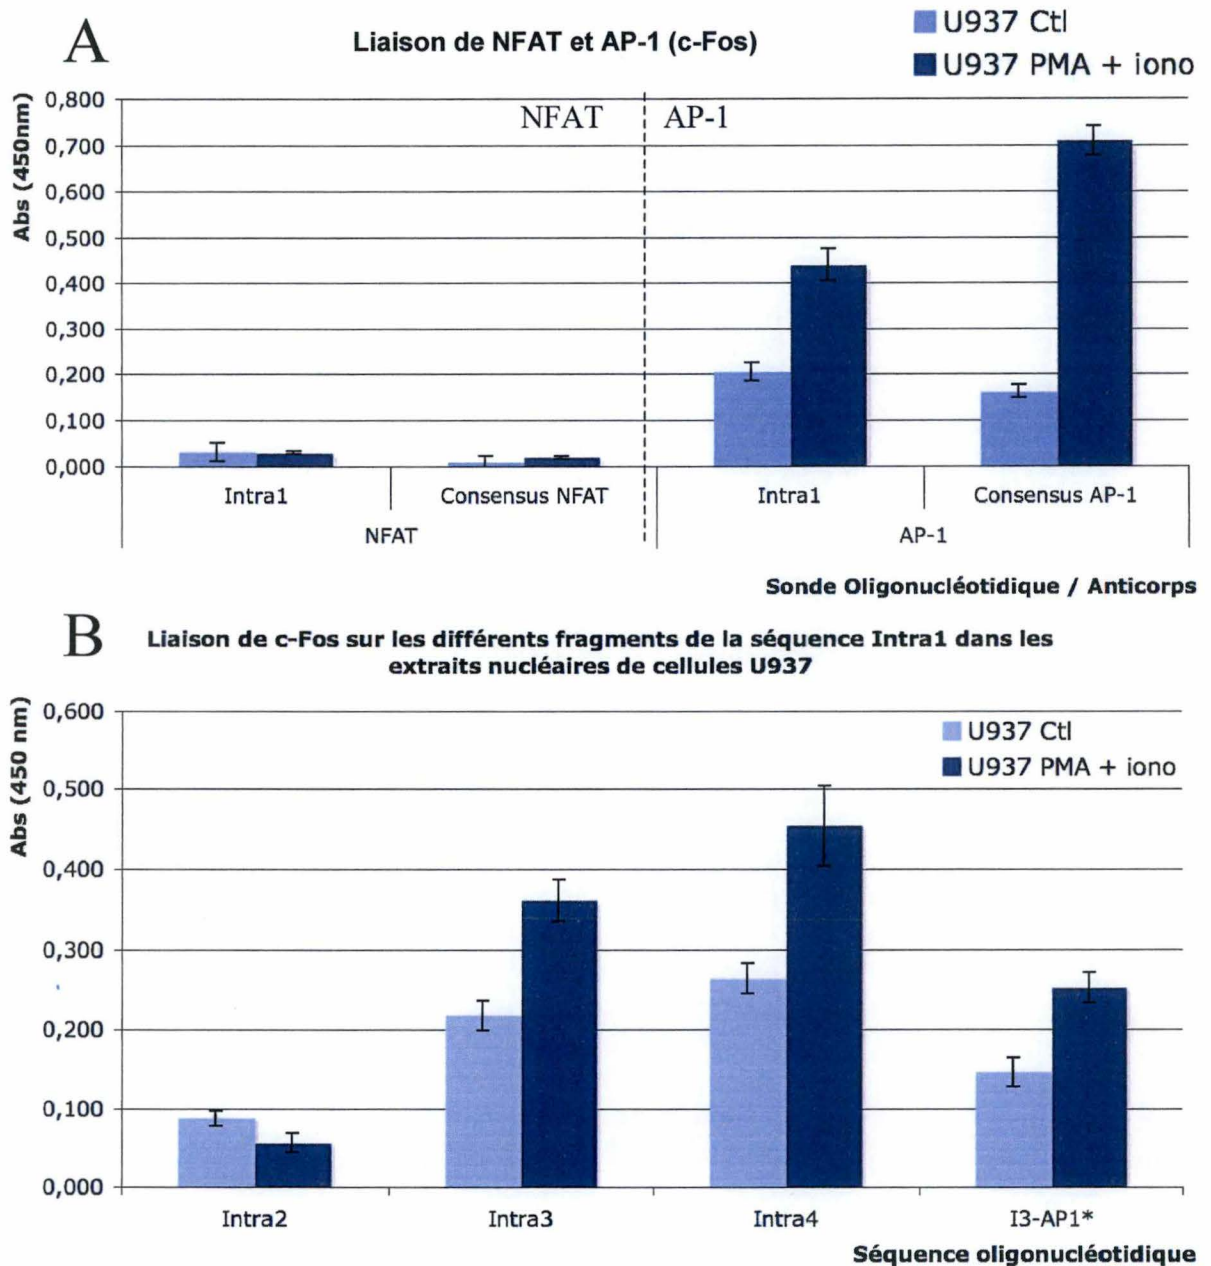 A
Liaison de NFAT et AP-1 (c-Fos)
U937 Ctl
U937 PMA + iono
Abs (450nm)
0,800
0,700
0,600
0,500
0,400
0,300
0,200
0,100
0,000
NFAT
AP-1
Intra1
Consensus NFAT
Intra1
Consensus AP-1
NFAT
AP-1
Sonde Oligonucléotidique / Anticorps
B
Liaison de c-Fos sur les différents fragments de la séquence Intra1 dans les
extraits nucléaires de cellules U937
U937 Ctl
U937 PMA + iono
Abs (450 nm)
0,600
0,500
0,400
0,300
0,200
0,100
0,000
Intra2
Intra3
Intra4
I3-AP1*
Séquence oligonucléotidique